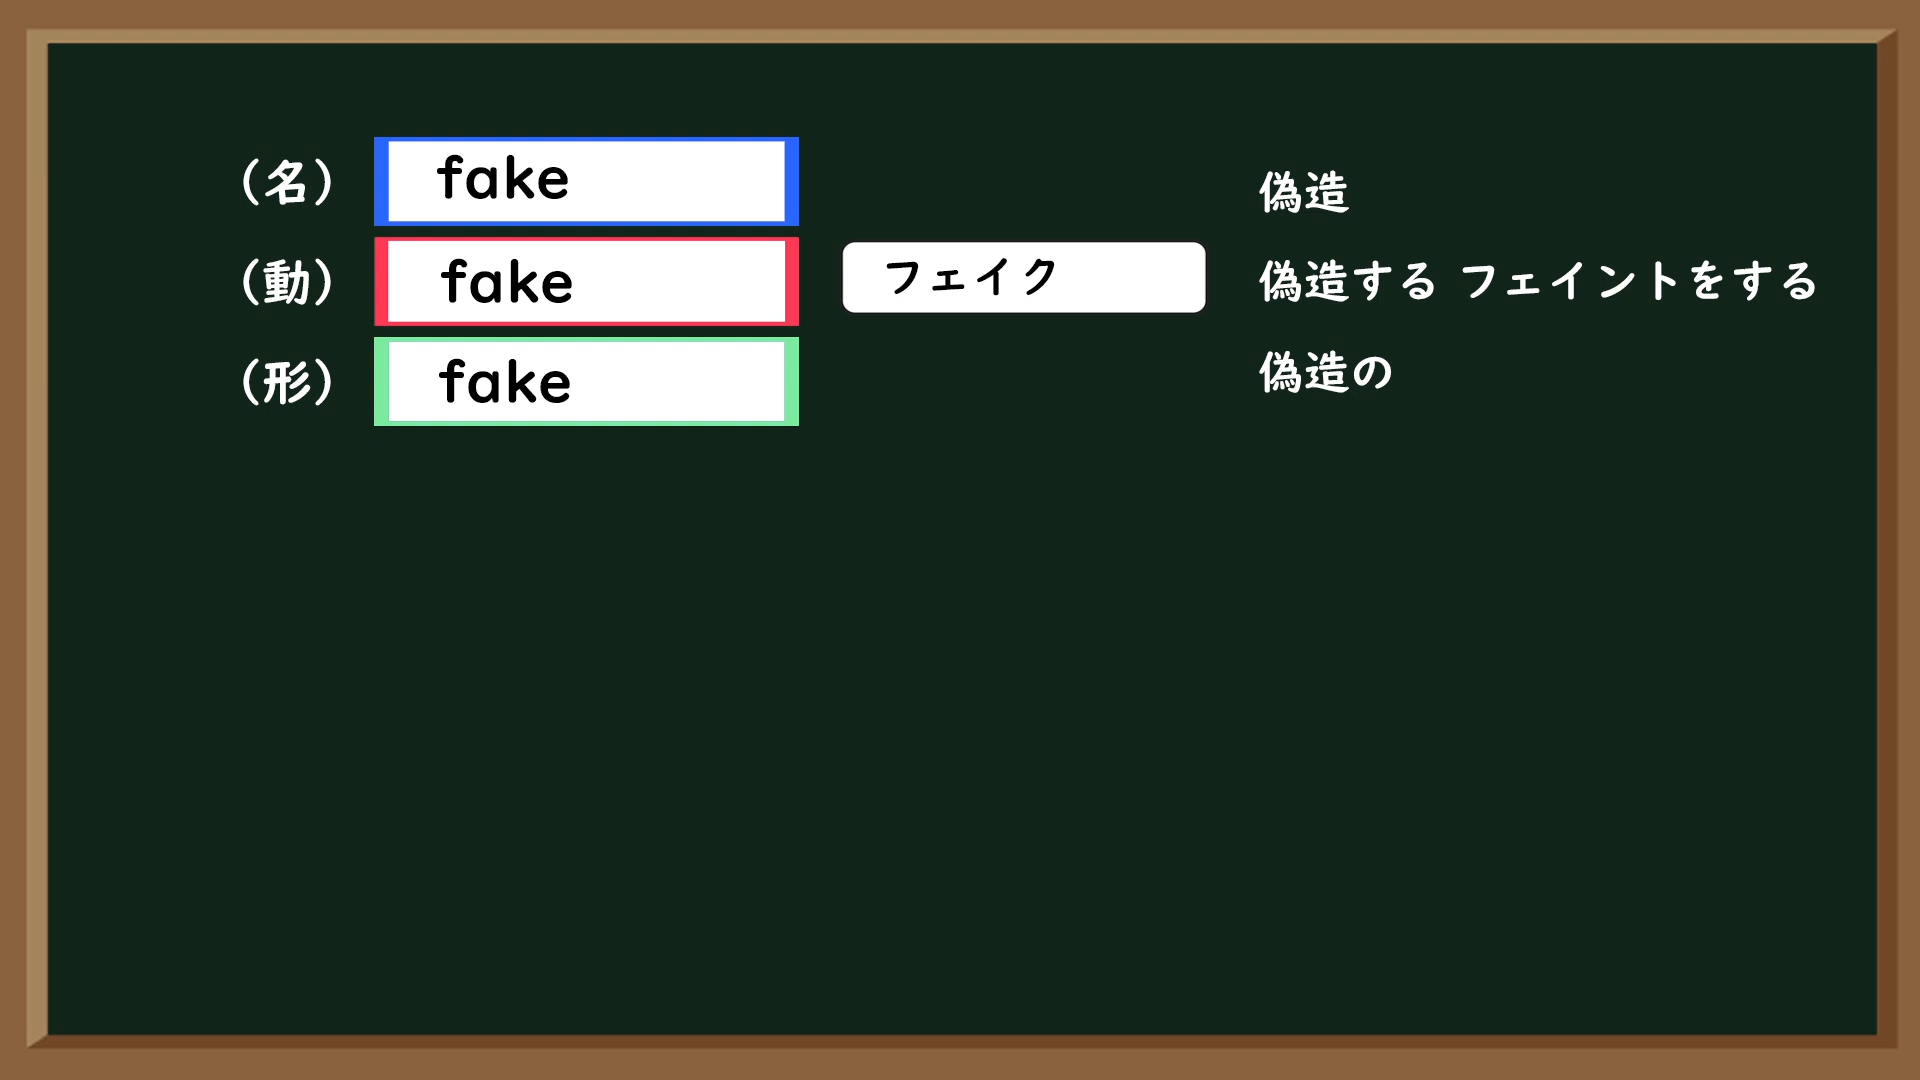 （名） fake 偽造
（動） fake フェイク 偽造する フェイントをする
（形） fake 偽造の